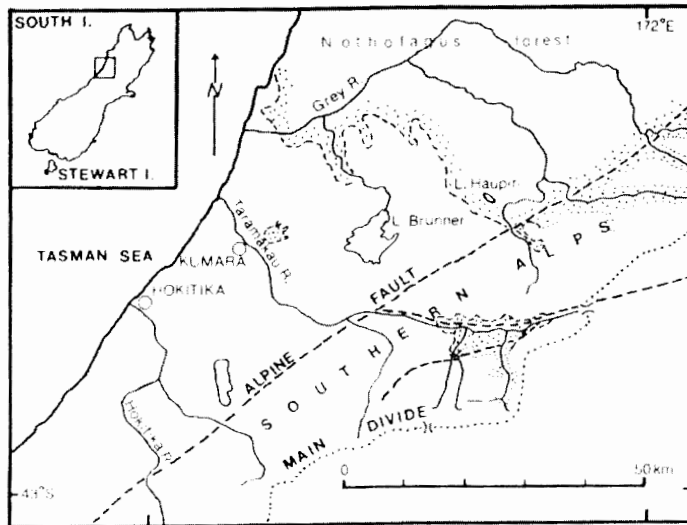 SOUTH I.
STEWART I.
172°E
Nothofagus forest
N
Grey R.
L. Haupiri
L. Brunner
Taramakau R.
TASMAN SEA
KUMARA
HOKITIKA
ALPINE FAULT
SOUTHERN ALPS
Hokitika R.
MAIN DIVIDE
0
50 km
43°S